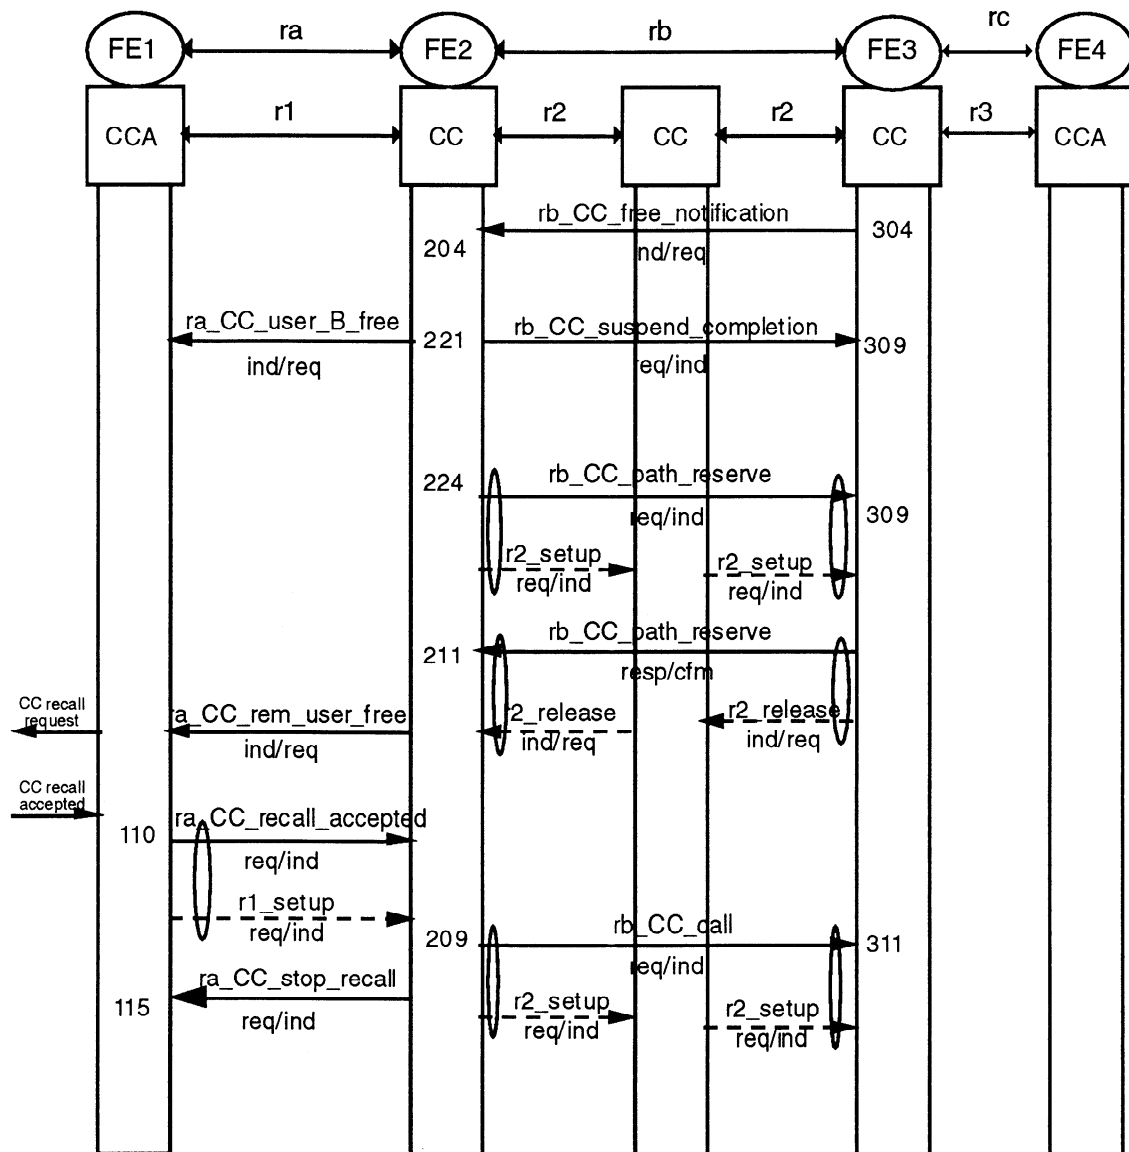 FE1 ra FE2 rb FE3 rc FE4
CCA r1 CC r2 CC r2 CC r3 CCA
rb_CC_free_notification
304
204
nd/req
ra_CC_user_B_free
221
rb_CC_suspend_completion
309
ind/req
req/ind
224
rb_CC_path_reserve
req/ind
309
r2_setup
req/ind
r2_setup
req/ind
rb_CC_path_reserve
211
resp/cfm
CC recall
request
ra_CC_rem_user_free
ind/req
r2_release
ind/req
r2_release
ind/req
CC recall
accepted
110
ra_CC_recall_accepted
req/ind
r1_setup
req/ind
209
rb_CC_call
req/ind
311
ra_CC_stop_recall
115
req/ind
r2_setup
req/ind
r2_setup
req/ind